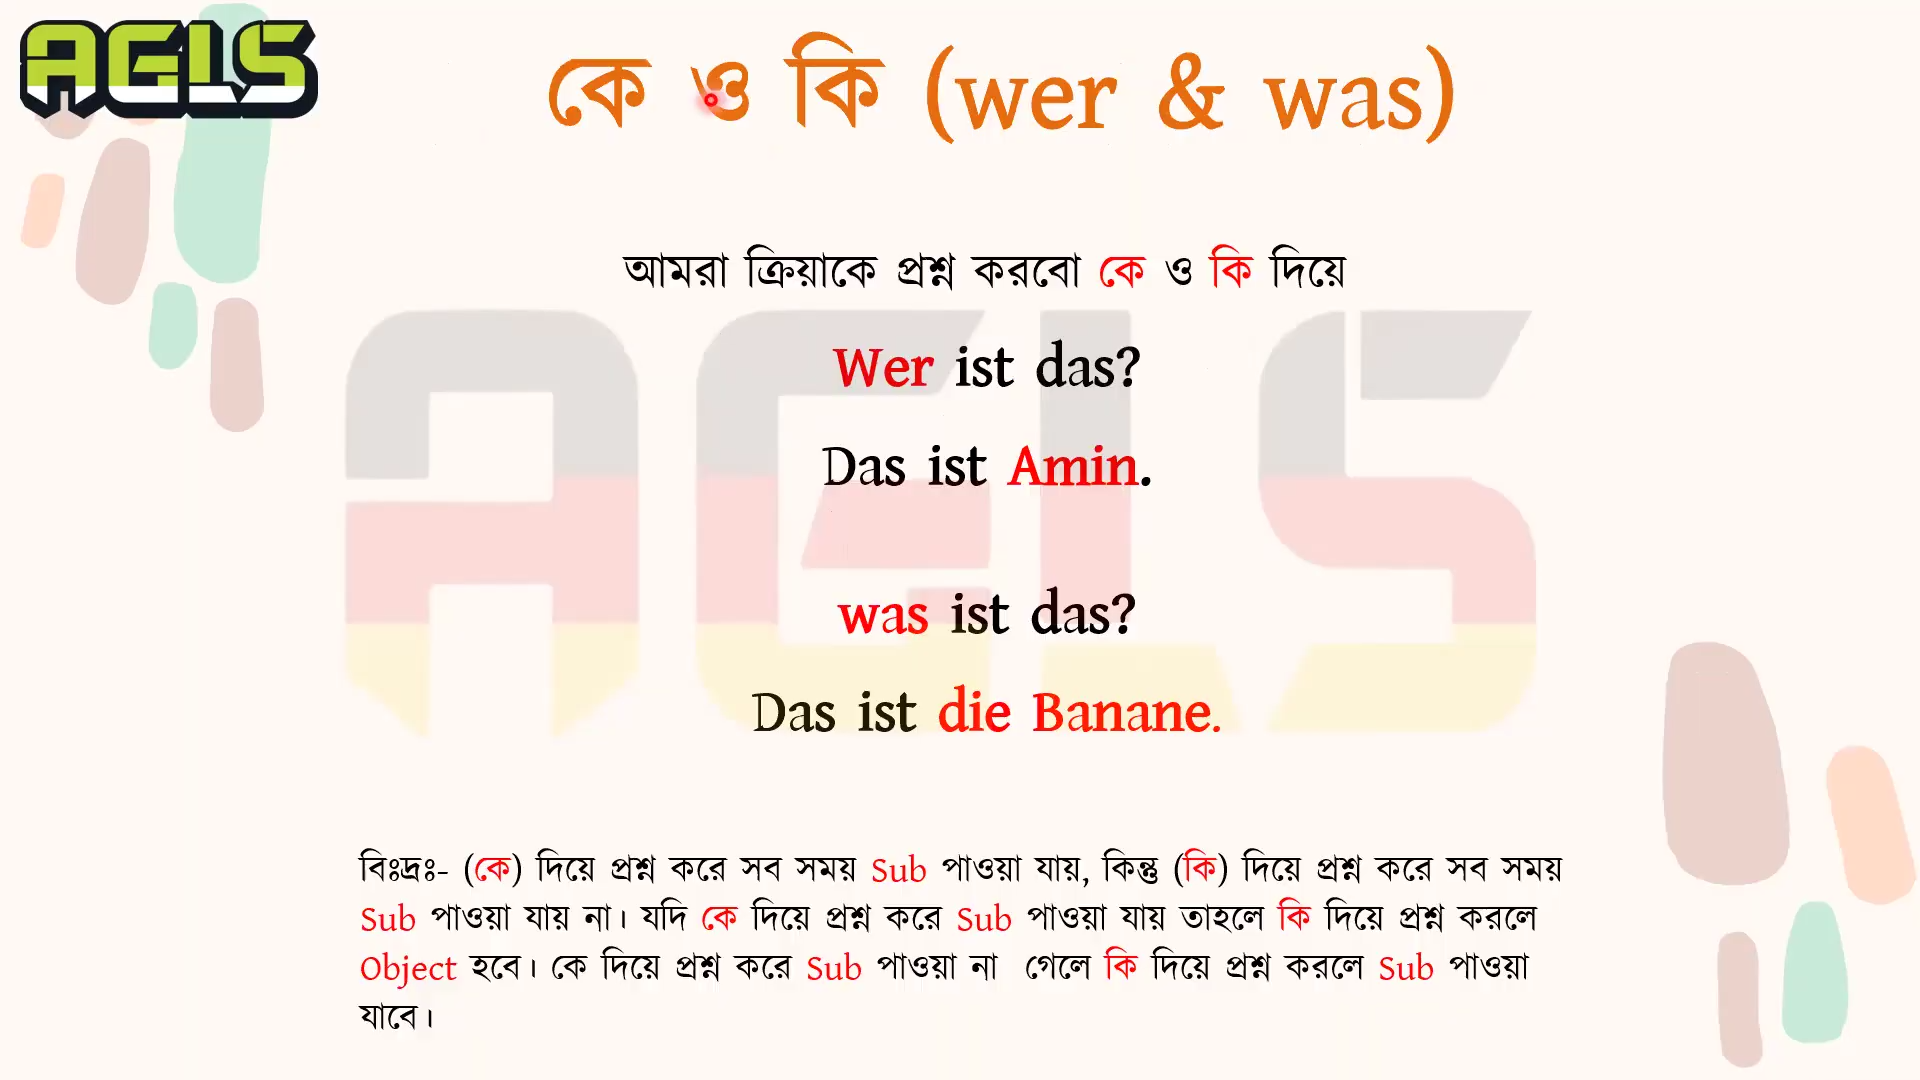 AGLS
কে ও কি (wer & was)
আমরা ক্রিয়াকে প্রশ্ন করবো কে ও কি দিয়ে
Wer ist das?
Das ist Amin.
was ist das?
Das ist die Banane.
বিঃদ্রঃ- (কে) দিয়ে প্রশ্ন করে সব সময় Sub পাওয়া যায়, কিন্তু (কি) দিয়ে প্রশ্ন করে সব সময়
Sub পাওয়া যায় না। যদি কে দিয়ে প্রশ্ন করে Sub পাওয়া যায় তাহলে কি দিয়ে প্রশ্ন করলে
Object হবে। কে দিয়ে প্রশ্ন করে Sub পাওয়া না গেলে কি দিয়ে প্রশ্ন করলে Sub পাওয়া
যাবে।